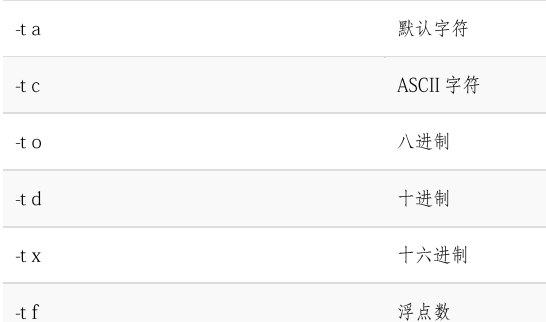 -t a 默认字符
-t c ASCII 字符
-t o 八进制
-t d 十进制
-t x 十六进制
-t f 浮点数